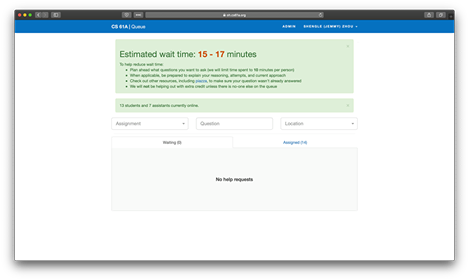 oh.cs61a.org
CS 61A | Queue
ADMIN
Estimated wait time: 15 - 17 minutes
To help reduce wait time:
Plan ahead what questions you want to ask (we will limit time spent to 10 minutes per person)
When applicable, be prepared to explain your reasoning, attempts, and current approach
Check out other resources, including piazza, to make sure your question wasn't already answered
We will not be helping out with extra credit unless there is no one else on the queue
13 students and 7 assistants currently online.
Assignment
Question
Location
Waiting (0)
Assigned (14)
No help requests